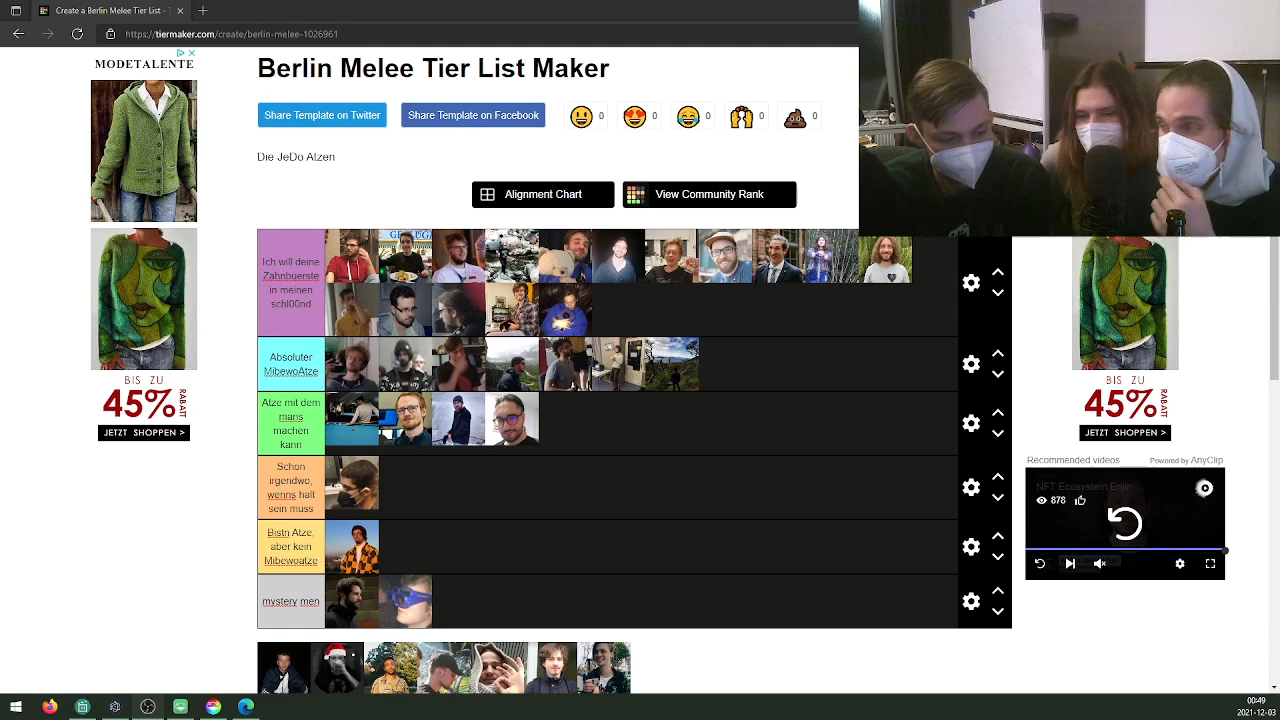 Create a Berlin Melee Tier List - T
https://tiermaker.com/create/berlin-melee-1026961
MODETALENTE
Berlin Melee Tier List Maker
Share Template on Twitter
Share Template on Facebook
0
0
0
0
0
Die JeDo Atzen
Alignment Chart
View Community Rank
Ich will deine
Zahnbuerste
in meinen
schl00nd
Absoluter
MibewoAtze
Atze mit dem
mans
machen
kann
Schon
irgendwo,
wenns halt
sein muss
Bistn Atze,
aber kein
Mibewoatze
mystery men
BIS ZU
45%
RABATT
JETZT SHOPPEN >
BIS ZU
45%
RABATT
JETZT SHOPPEN >
Recommended videos
Powered by AnyClip
NFT Ecosystem Enjin ...
878
00:49
2021-12-03